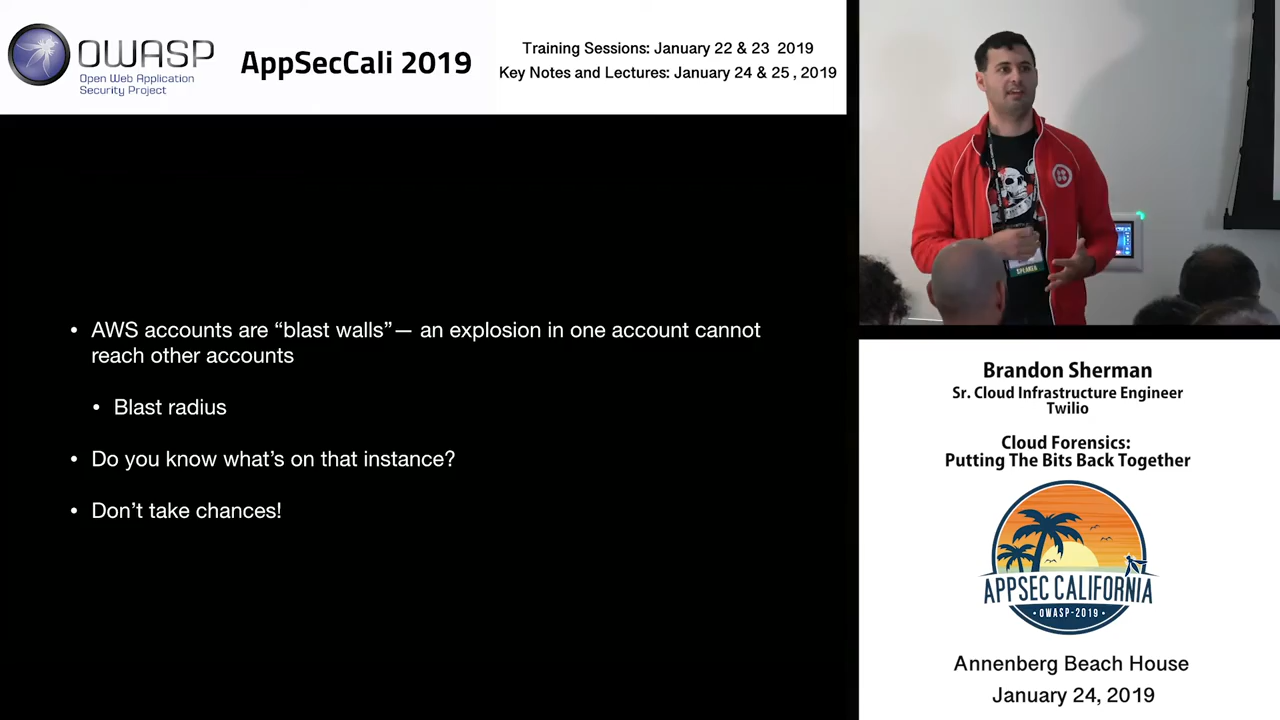 OWASP
Open Web Application
Security Project
AppSecCali 2019
Training Sessions: January 22 & 23 2019
Key Notes and Lectures: January 24 & 25 , 2019
• AWS accounts are “blast walls”— an explosion in one account cannot
reach other accounts
• Blast radius
• Do you know what’s on that instance?
• Don’t take chances!
SPEAKER
Brandon Sherman
Sr. Cloud Infrastructure Engineer
Twilio
Cloud Forensics:
Putting The Bits Back Together
APPSEC CALIFORNIA
• OWASP-2019 •
Annenberg Beach House
January 24, 2019